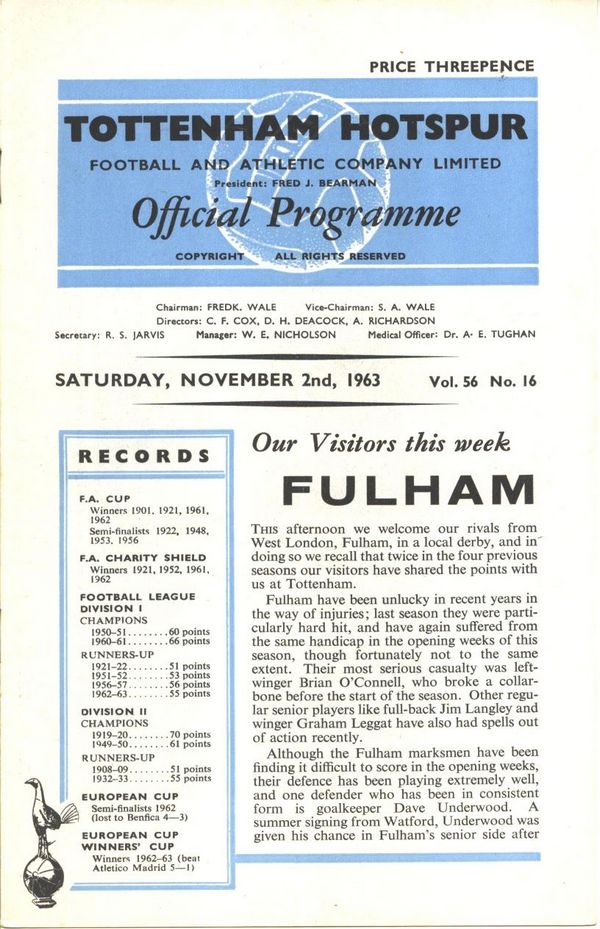 PRICE THREEPENCE
TOTTENHAM HOTSPUR
FOOTBALL AND ATHLETIC COMPANY LIMITED
President: FRED J. BEARMAN
Official Programme
COPYRIGHT ALL RIGHTS RESERVED
Chairman: FREDK. WALE Vice-Chairman: S. A. WALE
Directors: C. F. COX, D. H. DEACOCK, A. RICHARDSON
Secretary: R. S. JARVIS Manager: W. E. NICHOLSON Medical Officer: Dr. A. E. TUGHAN
SATURDAY, NOVEMBER 2nd, 1963 Vol. 56 No. 16
RECORDS
F.A. CUP
Winners 1901, 1921, 1961,
1962
Semi-finalists 1922, 1948,
1953, 1956
F.A. CHARITY SHIELD
Winners 1921, 1952, 1961,
1962
FOOTBALL LEAGUE
DIVISION I
CHAMPIONS
1950-51........60 points
1960-61........66 points
RUNNERS-UP
1921-22........51 points
1951-52........53 points
1956-57........56 points
1962-63........55 points
DIVISION II
CHAMPIONS
1919-20........70 points
1949-50........61 points
RUNNERS-UP
1908-09........51 points
1932-33........55 points
EUROPEAN CUP
Semi-finalists 1962
(lost to Benfica 4—3)
EUROPEAN CUP
WINNERS' CUP
Winners 1962-63 (beat
Atletico Madrid 5—1)
Our Visitors this week
FULHAM
THIS afternoon we welcome our rivals from
West London, Fulham, in a local derby, and in
doing so we recall that twice in the four previous
seasons our visitors have shared the points with
us at Tottenham.
Fulham have been unlucky in recent years in
the way of injuries; last season they were parti-
cularly hard hit, and have again suffered from
the same handicap in the opening weeks of this
season, though fortunately not to the same
extent. Their most serious casualty was left-
winger Brian O'Connell, who broke a collar-
bone before the start of the season. Other regu-
lar senior players like full-back Jim Langley and
winger Graham Leggat have also had spells out
of action recently.
Although the Fulham marksmen have been
finding it difficult to score in the opening weeks,
their defence has been playing extremely well,
and one defender who has been in consistent
form is goalkeeper Dave Underwood. A
summer signing from Watford, Underwood was
given his chance in Fulham's senior side after